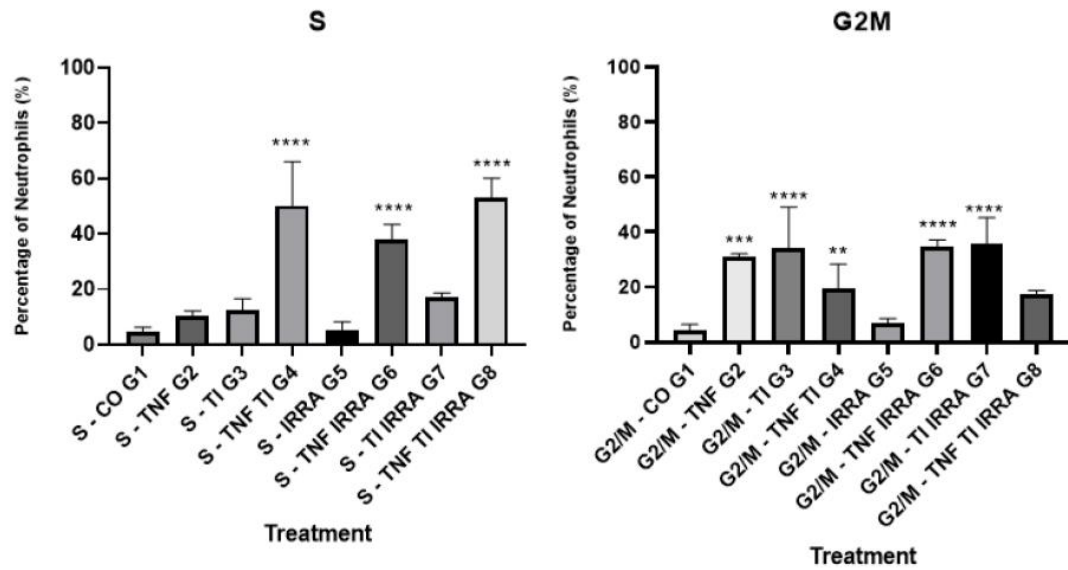 S
Percentage of Neutrophils (%)
100
80
60
40
20
0
****
****
****
S - CO G1
S - TNF G2
S - TI G3
S - TNF TI G4
S - IRRA G5
S - TNF IRRA G6
S - TI IRRA G7
S - TNF TI IRRA G8
Treatment
G2M
Percentage of Neutrophils (%)
100
80
60
40
20
0
***
****
**
****
****
G2/M - CO G1
G2/M - TNF G2
G2/M - TI G3
G2/M - TNF TI G4
G2/M - IRRA G5
G2/M - TNF IRRA G6
G2/M - TI IRRA G7
G2/M - TNF TI IRRA G8
Treatment